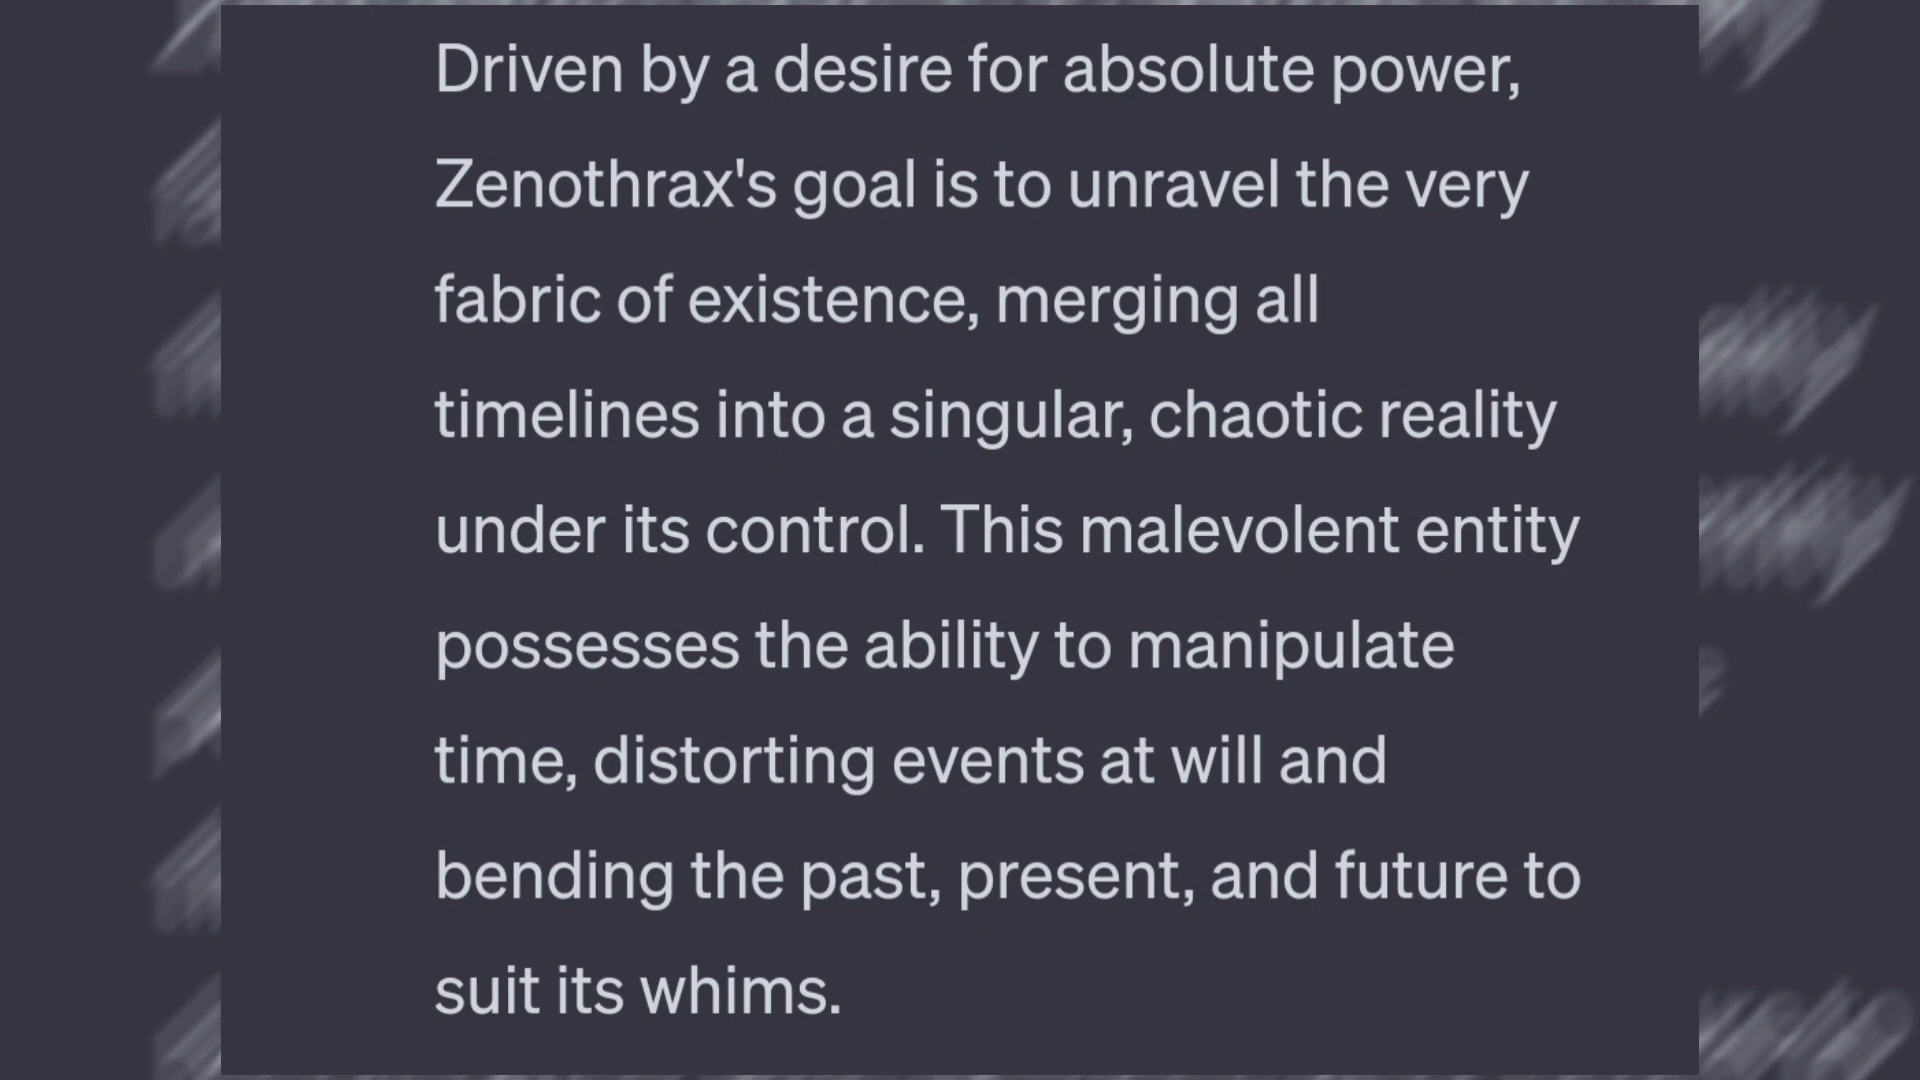 Driven by a desire for absolute power,
Zenothrax's goal is to unravel the very
fabric of existence, merging all
timelines into a singular, chaotic reality
under its control. This malevolent entity
possesses the ability to manipulate
time, distorting events at will and
bending the past, present, and future to
suit its whims.